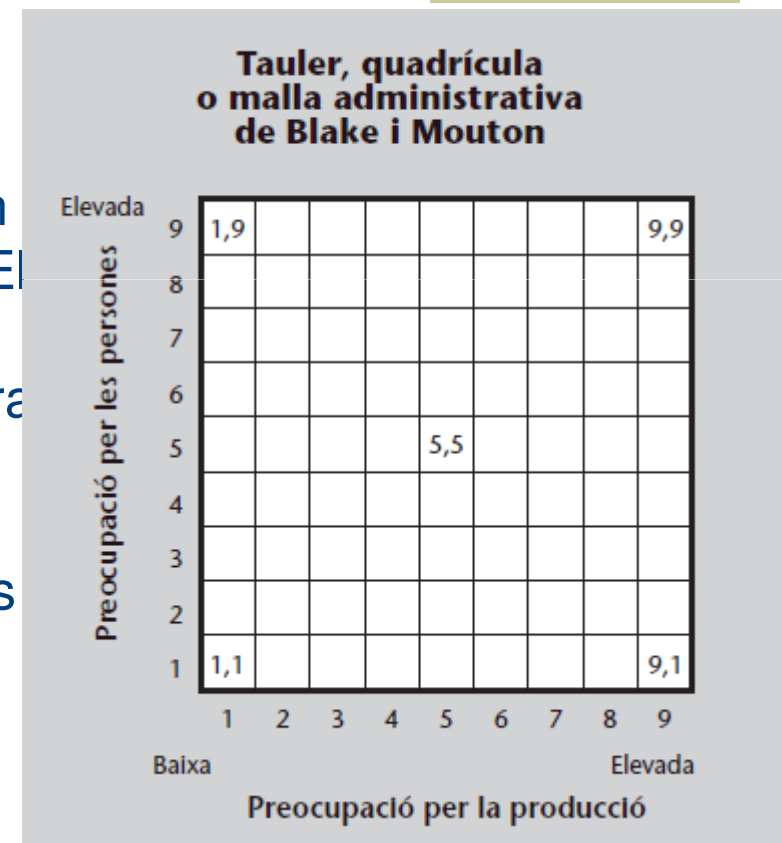 Tauler, quadrícula
o malla administrativa
de Blake i Mouton
Elevada
9 1,9 9,9
8
7
6
5 5,5
4
3
2
1 1,1 9,1
Preocupació per les persones
1 2 3 4 5 6 7 8 9
Baixa Elevada
Preocupació per la producció